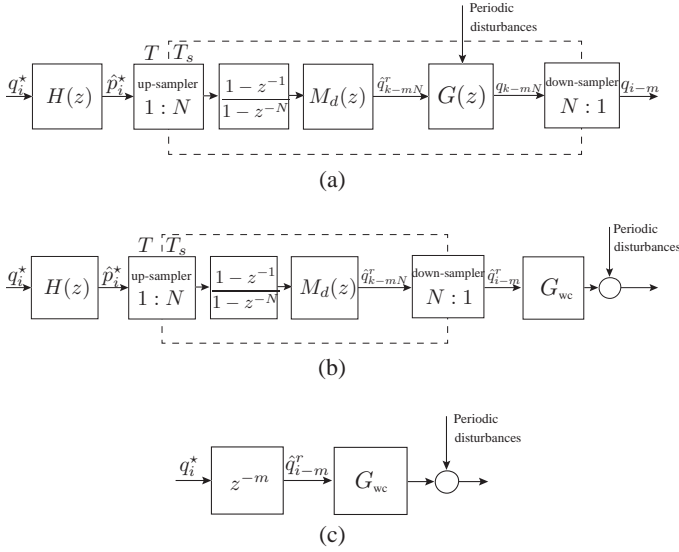 Periodic
disturbances
T T_s
q_i^⋆ H(z) p̂_i^⋆ up-sampler 1 : N (1 − z^{−1})/(1 − z^{−N}) M_d(z) q̂^r_{k−mN} G(z) q_{k−mN} down-sampler N : 1 q_{i−m}
(a)
Periodic
disturbances
T T_s
q_i^⋆ H(z) p̂_i^⋆ up-sampler 1 : N (1 − z^{−1})/(1 − z^{−N}) M_d(z) q̂^r_{k−mN} down-sampler N : 1 q̂^r_{i−m} G_wc
(b)
Periodic
disturbances
q_i^⋆ z^{−m} q̂^r_{i−m} G_wc
(c)